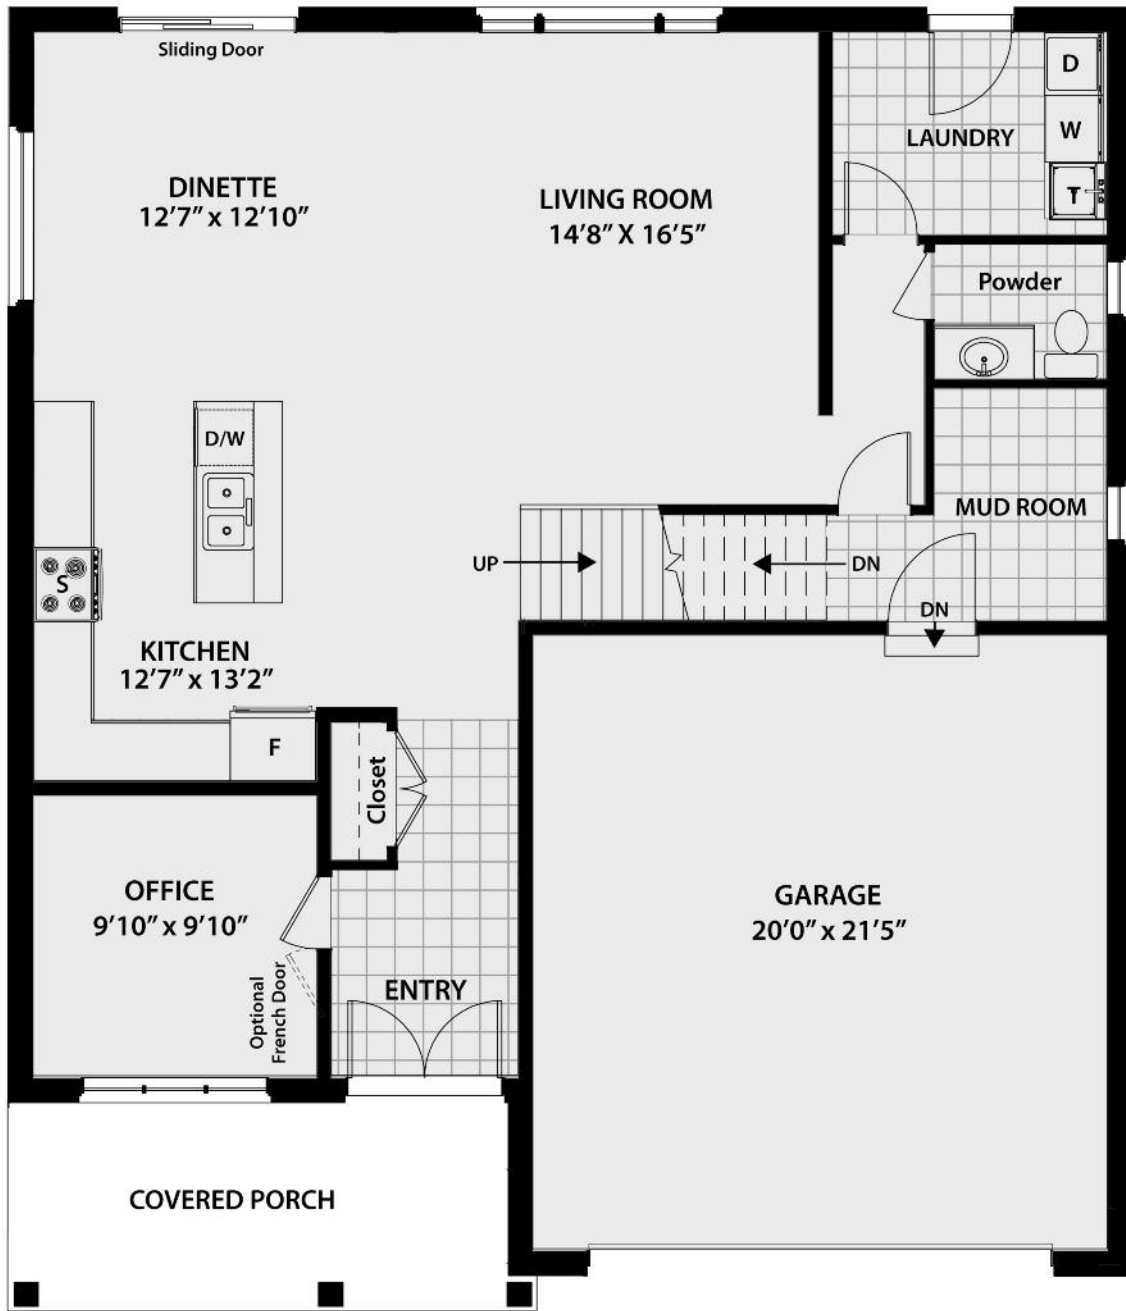 Sliding Door
D
W
T
LAUNDRY
DINETTE
12'7" x 12'10"
LIVING ROOM
14'8" X 16'5"
Powder
D/W
MUD ROOM
UP
DN
S
DN
KITCHEN
12'7" x 13'2"
F
Closet
OFFICE
9'10" x 9'10"
GARAGE
20'0" x 21'5"
Optional
French Door
ENTRY
COVERED PORCH